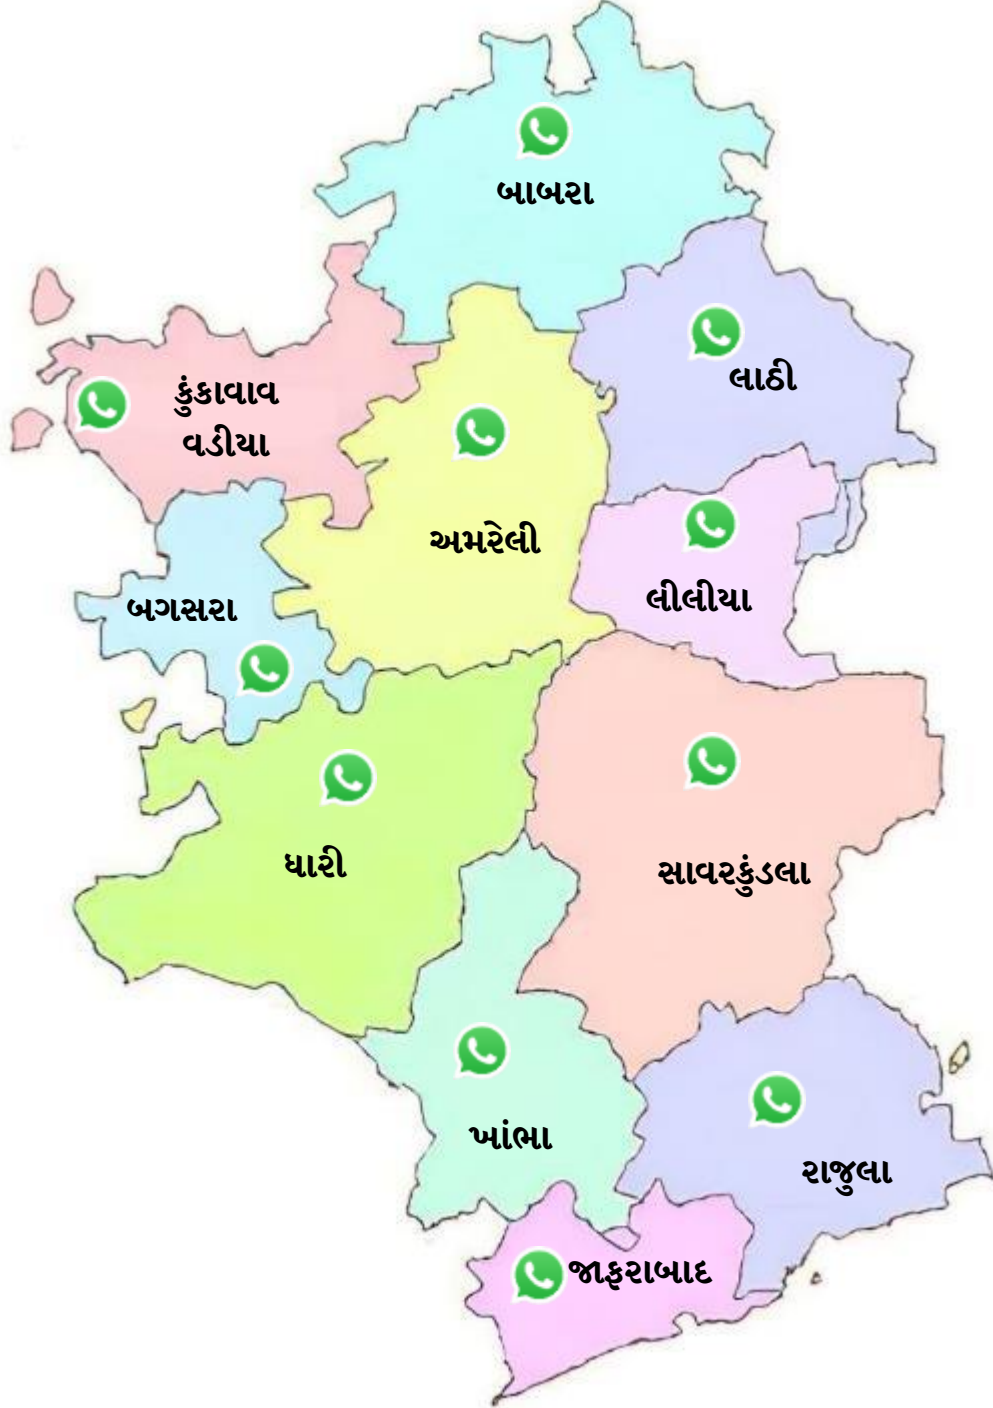 બાબરા
લાઠી
કુંકાવાવ
વડીયા
અમરેલી
લીલીયા
બગસરા
ધારી
સાવરકુંડલા
ખાંભા
રાજુલા
જાફરાબાદ